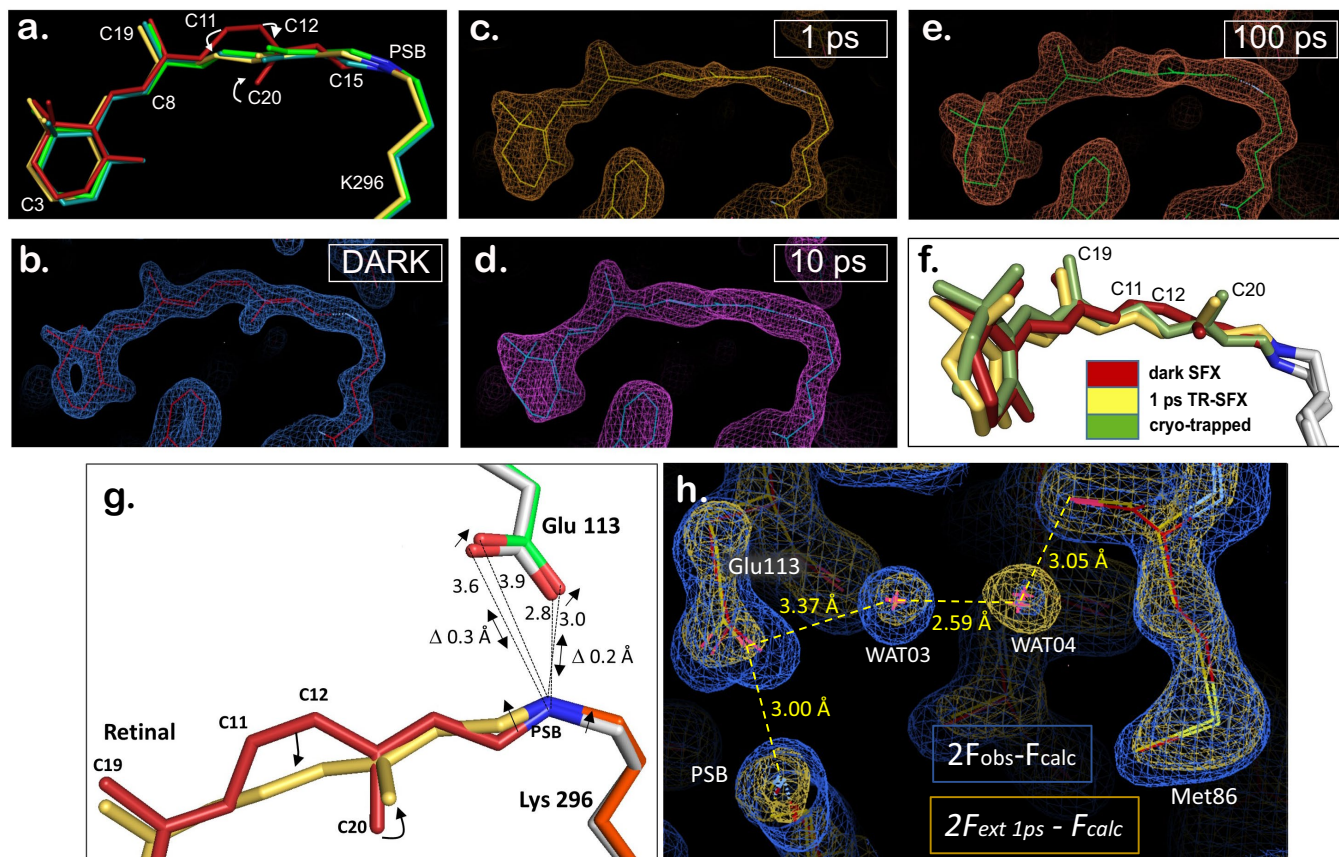 a.
C11
C12
C19
PSB
C8
C20
C15
K296
C3
b.
DARK
c.
1 ps
d.
10 ps
e.
100 ps
f.
C19
C11
C12
C20
dark SFX
1 ps TR-SFX
cryo-trapped
g.
Glu 113
3.6
3.9
2.8
3.0
Δ 0.3 Å
Δ 0.2 Å
C12
C11
Retinal
PSB
C19
Lys 296
C20
h.
Glu113
3.05 Å
3.37 Å
2.59 Å
WAT03
WAT04
3.00 Å
PSB
2Fobs-Fcalc
Met86
2Fext 1ps - Fcalc